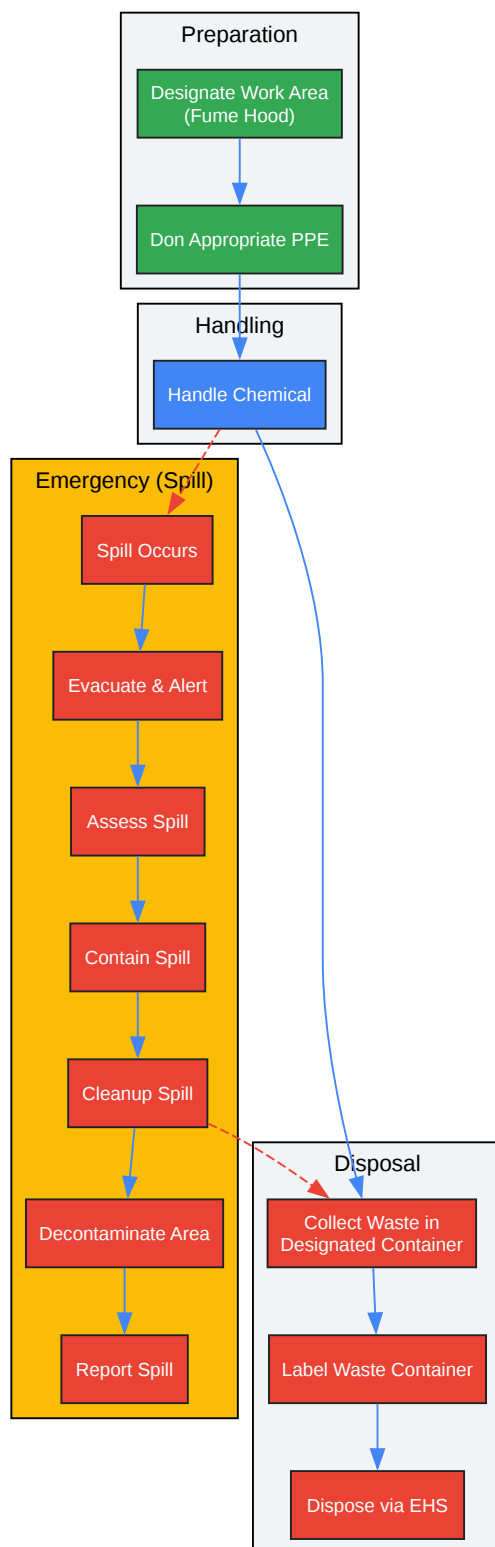 Preparation
Designate Work Area
(Fume Hood)
Don Appropriate PPE
Handling
Handle Chemical
Emergency (Spill)
Spill Occurs
Evacuate & Alert
Assess Spill
Contain Spill
Cleanup Spill
Decontaminate Area
Report Spill
Disposal
Collect Waste in
Designated Container
Label Waste Container
Dispose via EHS